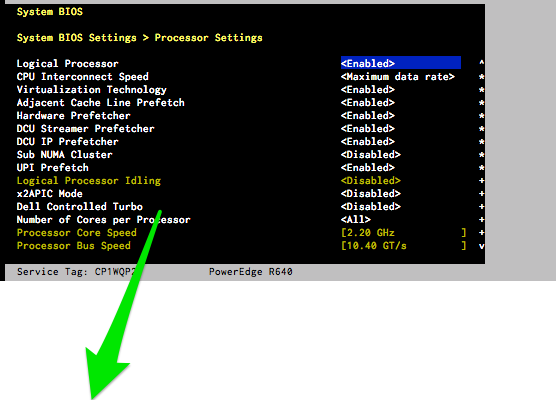 System BIOS
System BIOS Settings > Processor Settings
Logical Processor <Enabled> ^
CPU Interconnect Speed <Maximum data rate> *
Virtualization Technology <Enabled> *
Adjacent Cache Line Prefetch <Enabled> *
Hardware Prefetcher <Enabled> *
DCU Streamer Prefetcher <Enabled> *
DCU IP Prefetcher <Enabled> *
Sub NUMA Cluster <Disabled> *
UPI Prefetch <Enabled> *
Logical Processor Idling <Disabled> +
x2APIC Mode <Disabled> +
Dell Controlled Turbo <Disabled> +
Number of Cores per Processor <All> +
Processor Core Speed [2.20 GHz ] +
Processor Bus Speed [10.40 GT/s ] v
Service Tag: CP1WQP2 PowerEdge R640